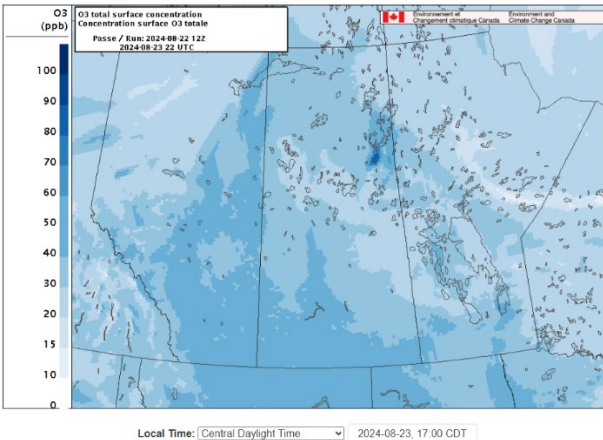 O3
(ppb)
100
90
80
70
60
50
40
30
20
15
10
0
O3 total surface concentration
Concentration surface O3 totale
Passe / Run: 2024-08-22 12Z
2024-08-23 22 UTC
Environnement et
Changement climatique Canada
Environment and
Climate Change Canada
Local Time: Central Daylight Time 2024-08-23, 17:00 CDT